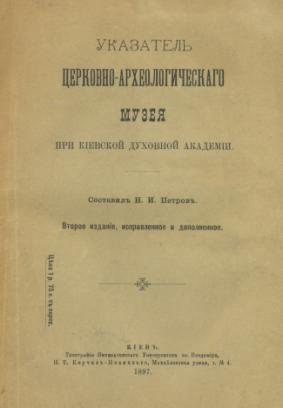 УКАЗАТЕЛЬ
ЦЕРКОВНО-АРХЕОЛОГИЧЕСКАГО
МУЗЕЯ
ПРИ КІЕВСКОЙ ДУХОВНОЙ АКАДЕМІИ.
Составилъ Н. И. Петровъ.
Второе изданіе, исправленное и дополненное.
Цѣна 1 р. 75 к. съ перес.
КІЕВЪ.
Типографія Императорскаго Университета св. Владиміра,
Н. Т. Корчакъ-Новицкаго, Михайловская улица, д. № 4.
1897.